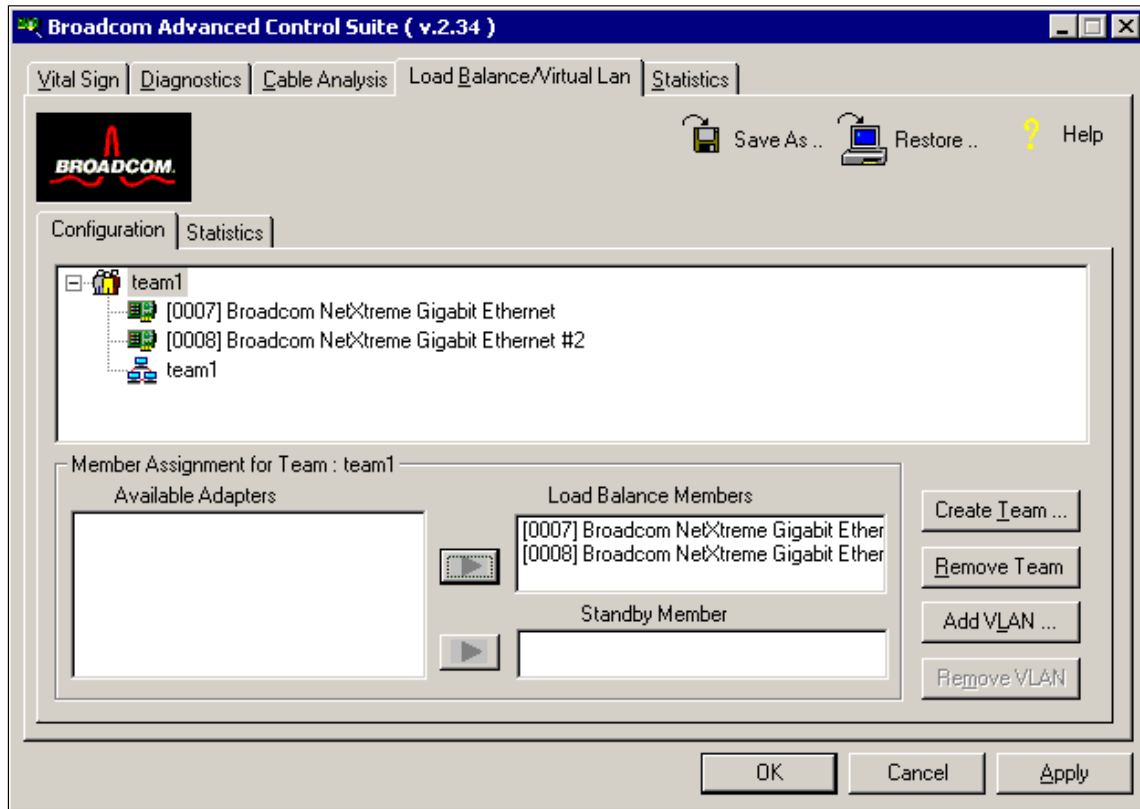 Broadcom Advanced Control Suite ( v.2.34 )
Vital Sign Diagnostics Cable Analysis Load Balance/Virtual Lan Statistics
BROADCOM.
Save As .. Restore .. ? Help
Configuration Statistics
team1
[0007] Broadcom NetXtreme Gigabit Ethernet
[0008] Broadcom NetXtreme Gigabit Ethernet #2
team1
Member Assignment for Team : team1
Available Adapters
Load Balance Members
[0007] Broadcom NetXtreme Gigabit Ether
[0008] Broadcom NetXtreme Gigabit Ether
Standby Member
Create Team ...
Remove Team
Add VLAN ...
Remove VLAN
OK Cancel Apply